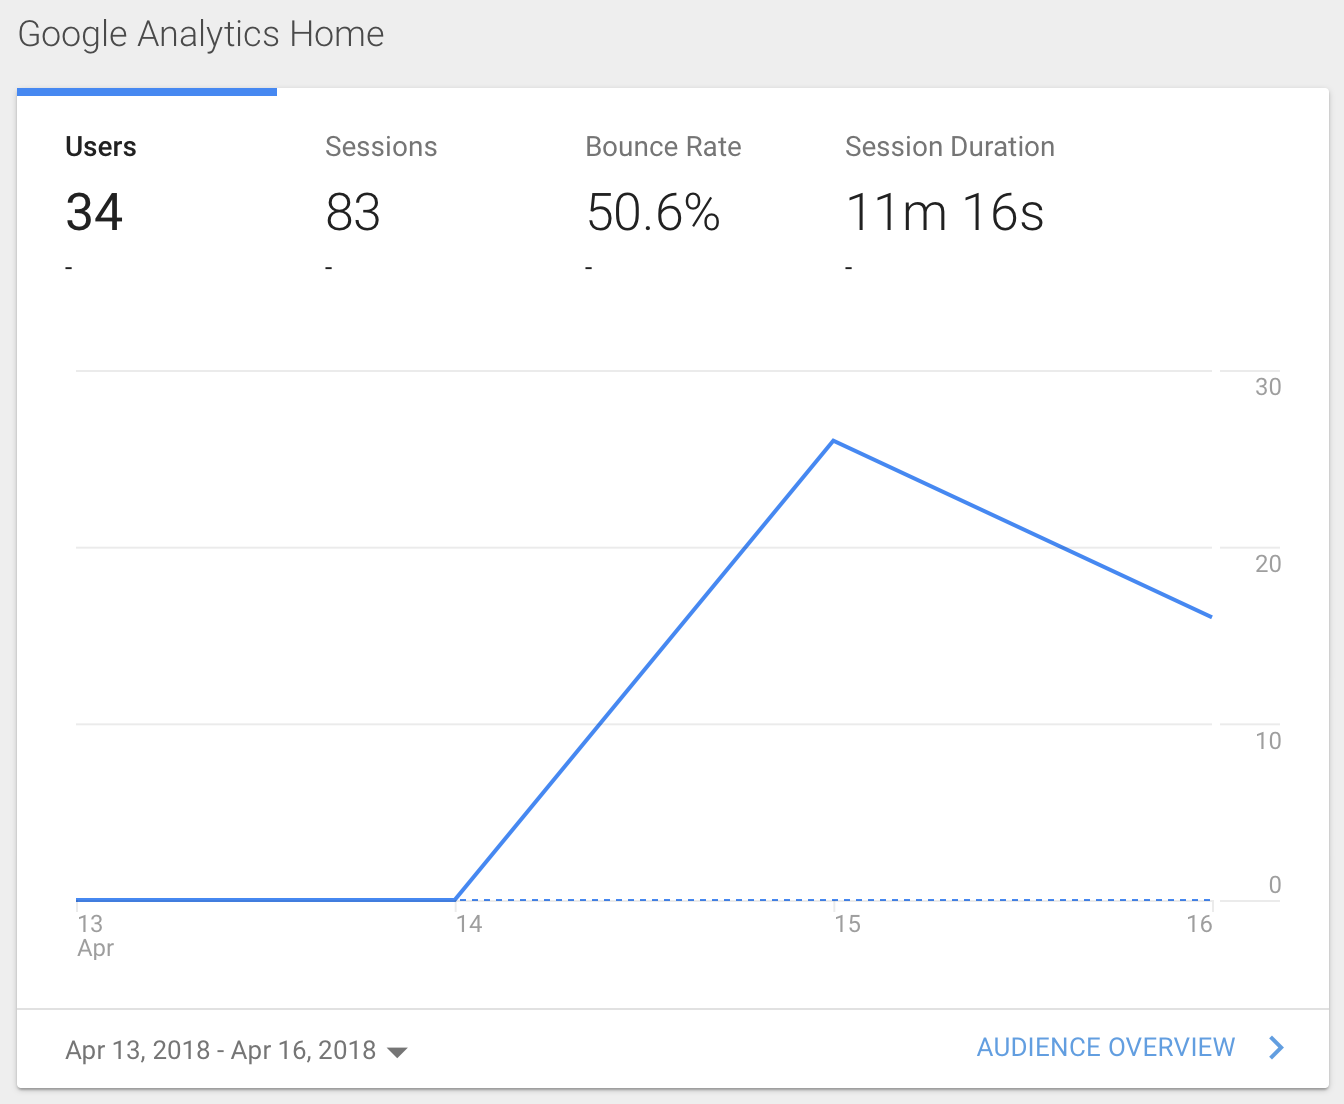 Google Analytics Home
Users Sessions Bounce Rate Session Duration
34 83 50.6% 11m 16s
- - - -
30
20
10
0
13 14 15 16
Apr
Apr 13, 2018 - Apr 16, 2018 AUDIENCE OVERVIEW